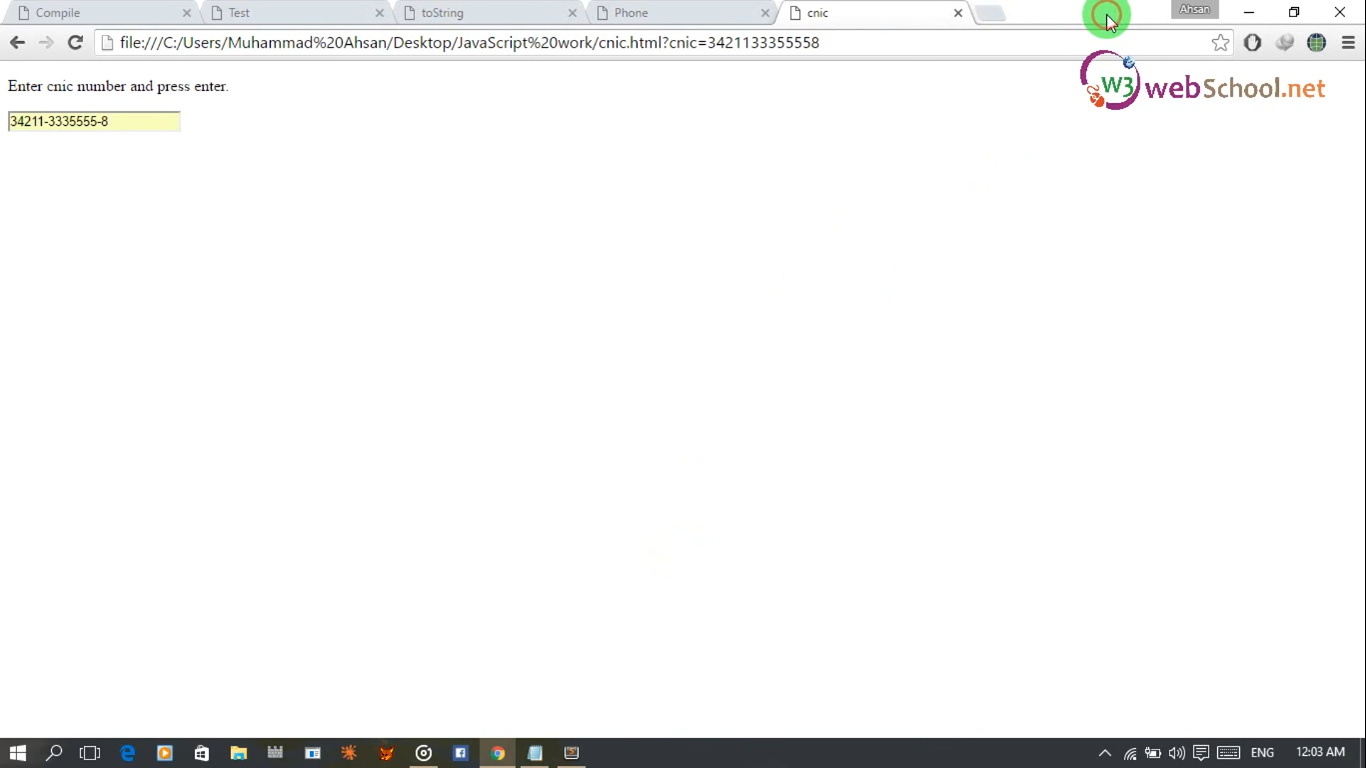 Compile
Test
toString
Phone
cnic
Ahsan
file:///C:/Users/Muhammad%20Ahsan/Desktop/JavaScript%20work/cnic.html?cnic=3421133355558
W3 webSchool.net
Enter cnic number and press enter.
34211-3335555-8
ENG
12:03 AM